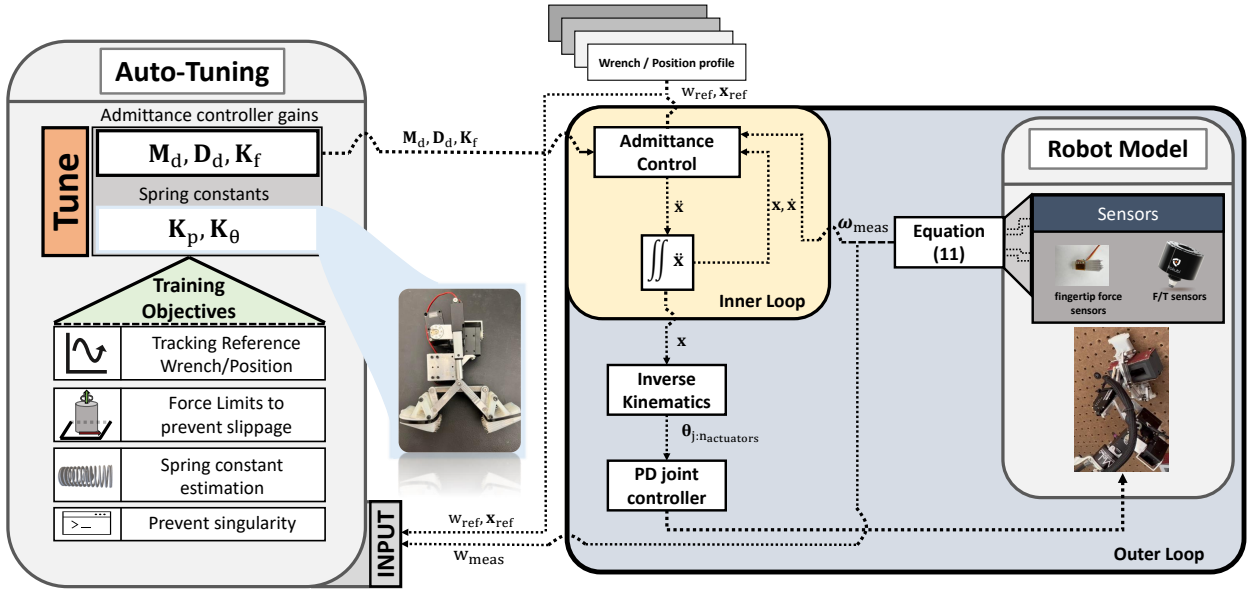 Auto-Tuning
Admittance controller gains
Tune
M_d, D_d, K_f
Spring constants
K_p, K_θ
Training
Objectives
Tracking Reference
Wrench/Position
Force Limits to
prevent slippage
Spring constant
estimation
>_
Prevent singularity
INPUT
w_ref, x_ref
w_meas
M_d, D_d, K_f
Wrench / Position profile
w_ref, x_ref
Admittance
Control
ẍ
x, ẋ
∬ ẍ
Inner Loop
x
Inverse
Kinematics
θ_j:n_actuators
PD joint
controller
ω_meas
Equation
(11)
Robot Model
Sensors
fingertip force
sensors
F/T sensors
Outer Loop